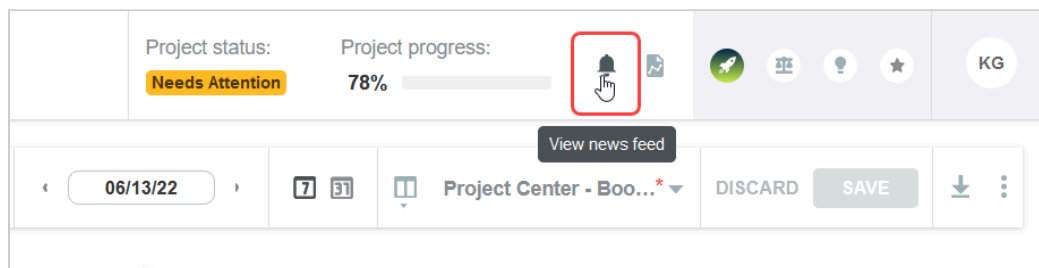 Project status:
Project progress:
Needs Attention
78%
KG
View news feed
06/13/22
7
31
Project Center - Boo...*
DISCARD
SAVE